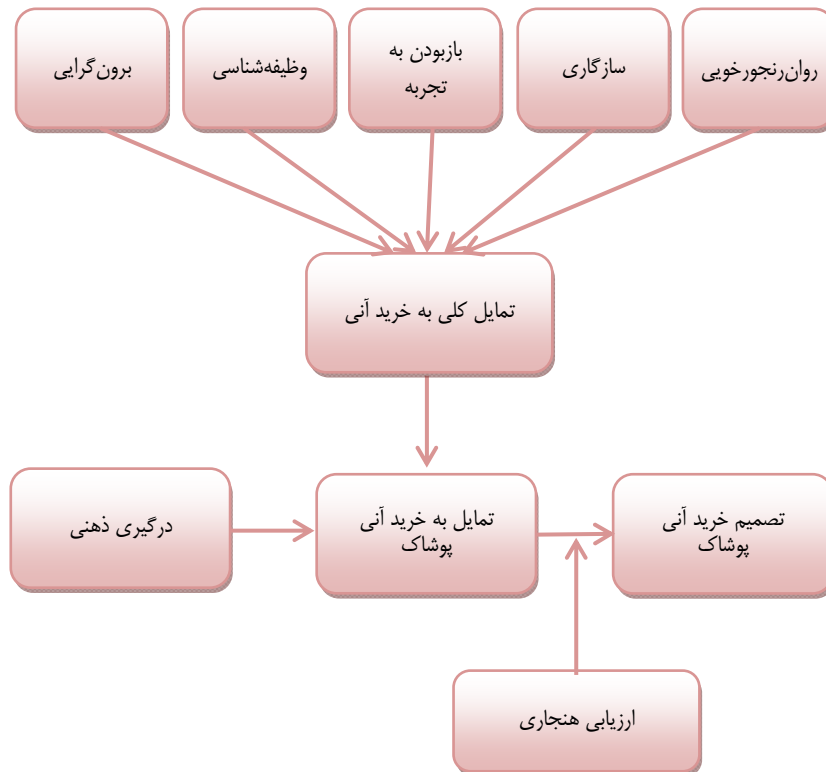 روان‌رنجورخویی
سازگاری
بازبودن به
تجربه
وظیفه‌شناسی
برون‌گرایی
تمایل کلی به خرید آنی
تصمیم خرید آنی
پوشاک
تمایل به خرید آنی
پوشاک
درگیری ذهنی
ارزیابی هنجاری